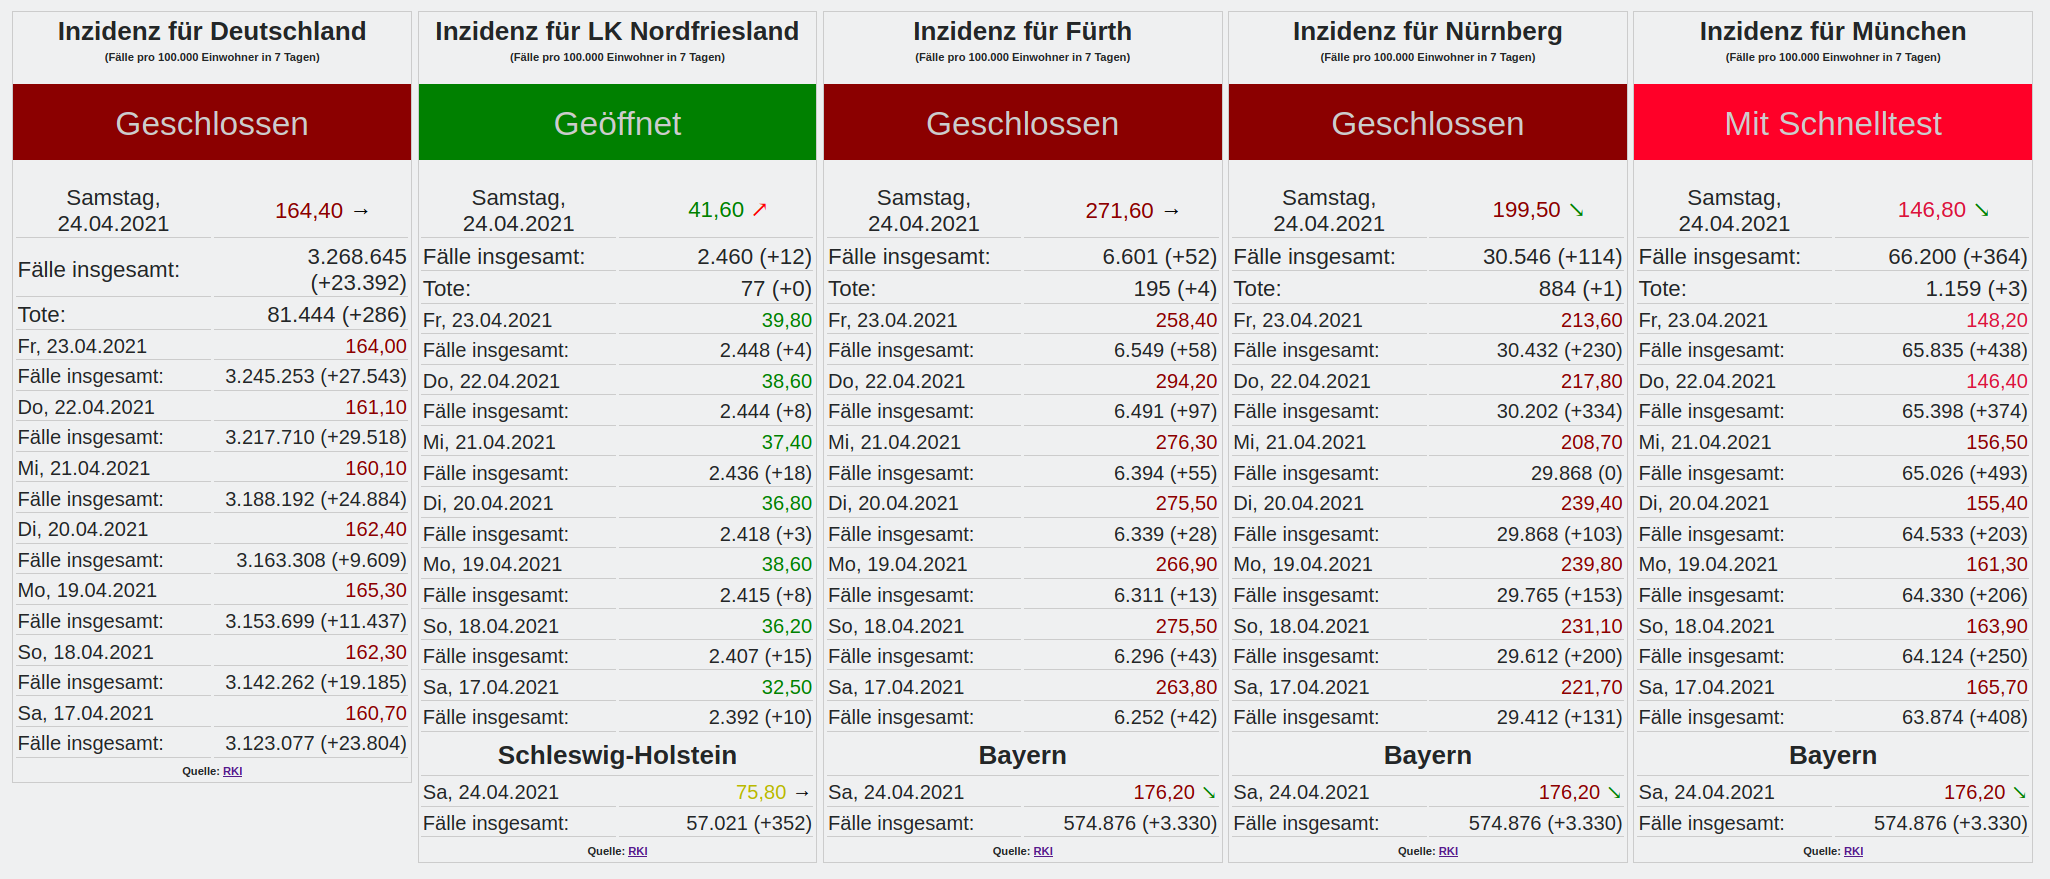 Inzidenz für Deutschland
(Fälle pro 100.000 Einwohner in 7 Tagen)
Geschlossen
Samstag,
24.04.2021
164,40 →
Fälle insgesamt:
3.268.645
(+23.392)
Tote: 81.444 (+286)
Fr, 23.04.2021 164,00
Fälle insgesamt: 3.245.253 (+27.543)
Do, 22.04.2021 161,10
Fälle insgesamt: 3.217.710 (+29.518)
Mi, 21.04.2021 160,10
Fälle insgesamt: 3.188.192 (+24.884)
Di, 20.04.2021 162,40
Fälle insgesamt: 3.163.308 (+9.609)
Mo, 19.04.2021 165,30
Fälle insgesamt: 3.153.699 (+11.437)
So, 18.04.2021 162,30
Fälle insgesamt: 3.142.262 (+19.185)
Sa, 17.04.2021 160,70
Fälle insgesamt: 3.123.077 (+23.804)
Quelle: RKI
Inzidenz für LK Nordfriesland
(Fälle pro 100.000 Einwohner in 7 Tagen)
Geöffnet
Samstag,
24.04.2021
41,60 ↗
Fälle insgesamt: 2.460 (+12)
Tote: 77 (+0)
Fr, 23.04.2021 39,80
Fälle insgesamt: 2.448 (+4)
Do, 22.04.2021 38,60
Fälle insgesamt: 2.444 (+8)
Mi, 21.04.2021 37,40
Fälle insgesamt: 2.436 (+18)
Di, 20.04.2021 36,80
Fälle insgesamt: 2.418 (+3)
Mo, 19.04.2021 38,60
Fälle insgesamt: 2.415 (+8)
So, 18.04.2021 36,20
Fälle insgesamt: 2.407 (+15)
Sa, 17.04.2021 32,50
Fälle insgesamt: 2.392 (+10)
Schleswig-Holstein
Sa, 24.04.2021 75,80 →
Fälle insgesamt: 57.021 (+352)
Quelle: RKI
Inzidenz für Fürth
(Fälle pro 100.000 Einwohner in 7 Tagen)
Geschlossen
Samstag,
24.04.2021
271,60 →
Fälle insgesamt: 6.601 (+52)
Tote: 195 (+4)
Fr, 23.04.2021 258,40
Fälle insgesamt: 6.549 (+58)
Do, 22.04.2021 294,20
Fälle insgesamt: 6.491 (+97)
Mi, 21.04.2021 276,30
Fälle insgesamt: 6.394 (+55)
Di, 20.04.2021 275,50
Fälle insgesamt: 6.339 (+28)
Mo, 19.04.2021 266,90
Fälle insgesamt: 6.311 (+13)
So, 18.04.2021 275,50
Fälle insgesamt: 6.296 (+43)
Sa, 17.04.2021 263,80
Fälle insgesamt: 6.252 (+42)
Bayern
Sa, 24.04.2021 176,20 ↘
Fälle insgesamt: 574.876 (+3.330)
Quelle: RKI
Inzidenz für Nürnberg
(Fälle pro 100.000 Einwohner in 7 Tagen)
Geschlossen
Samstag,
24.04.2021
199,50 ↘
Fälle insgesamt: 30.546 (+114)
Tote: 884 (+1)
Fr, 23.04.2021 213,60
Fälle insgesamt: 30.432 (+230)
Do, 22.04.2021 217,80
Fälle insgesamt: 30.202 (+334)
Mi, 21.04.2021 208,70
Fälle insgesamt: 29.868 (0)
Di, 20.04.2021 239,40
Fälle insgesamt: 29.868 (+103)
Mo, 19.04.2021 239,80
Fälle insgesamt: 29.765 (+153)
So, 18.04.2021 231,10
Fälle insgesamt: 29.612 (+200)
Sa, 17.04.2021 221,70
Fälle insgesamt: 29.412 (+131)
Bayern
Sa, 24.04.2021 176,20 ↘
Fälle insgesamt: 574.876 (+3.330)
Quelle: RKI
Inzidenz für München
(Fälle pro 100.000 Einwohner in 7 Tagen)
Mit Schnelltest
Samstag,
24.04.2021
146,80 ↘
Fälle insgesamt: 66.200 (+364)
Tote: 1.159 (+3)
Fr, 23.04.2021 148,20
Fälle insgesamt: 65.835 (+438)
Do, 22.04.2021 146,40
Fälle insgesamt: 65.398 (+374)
Mi, 21.04.2021 156,50
Fälle insgesamt: 65.026 (+493)
Di, 20.04.2021 155,40
Fälle insgesamt: 64.533 (+203)
Mo, 19.04.2021 161,30
Fälle insgesamt: 64.330 (+206)
So, 18.04.2021 163,90
Fälle insgesamt: 64.124 (+250)
Sa, 17.04.2021 165,70
Fälle insgesamt: 63.874 (+408)
Bayern
Sa, 24.04.2021 176,20 ↘
Fälle insgesamt: 574.876 (+3.330)
Quelle: RKI